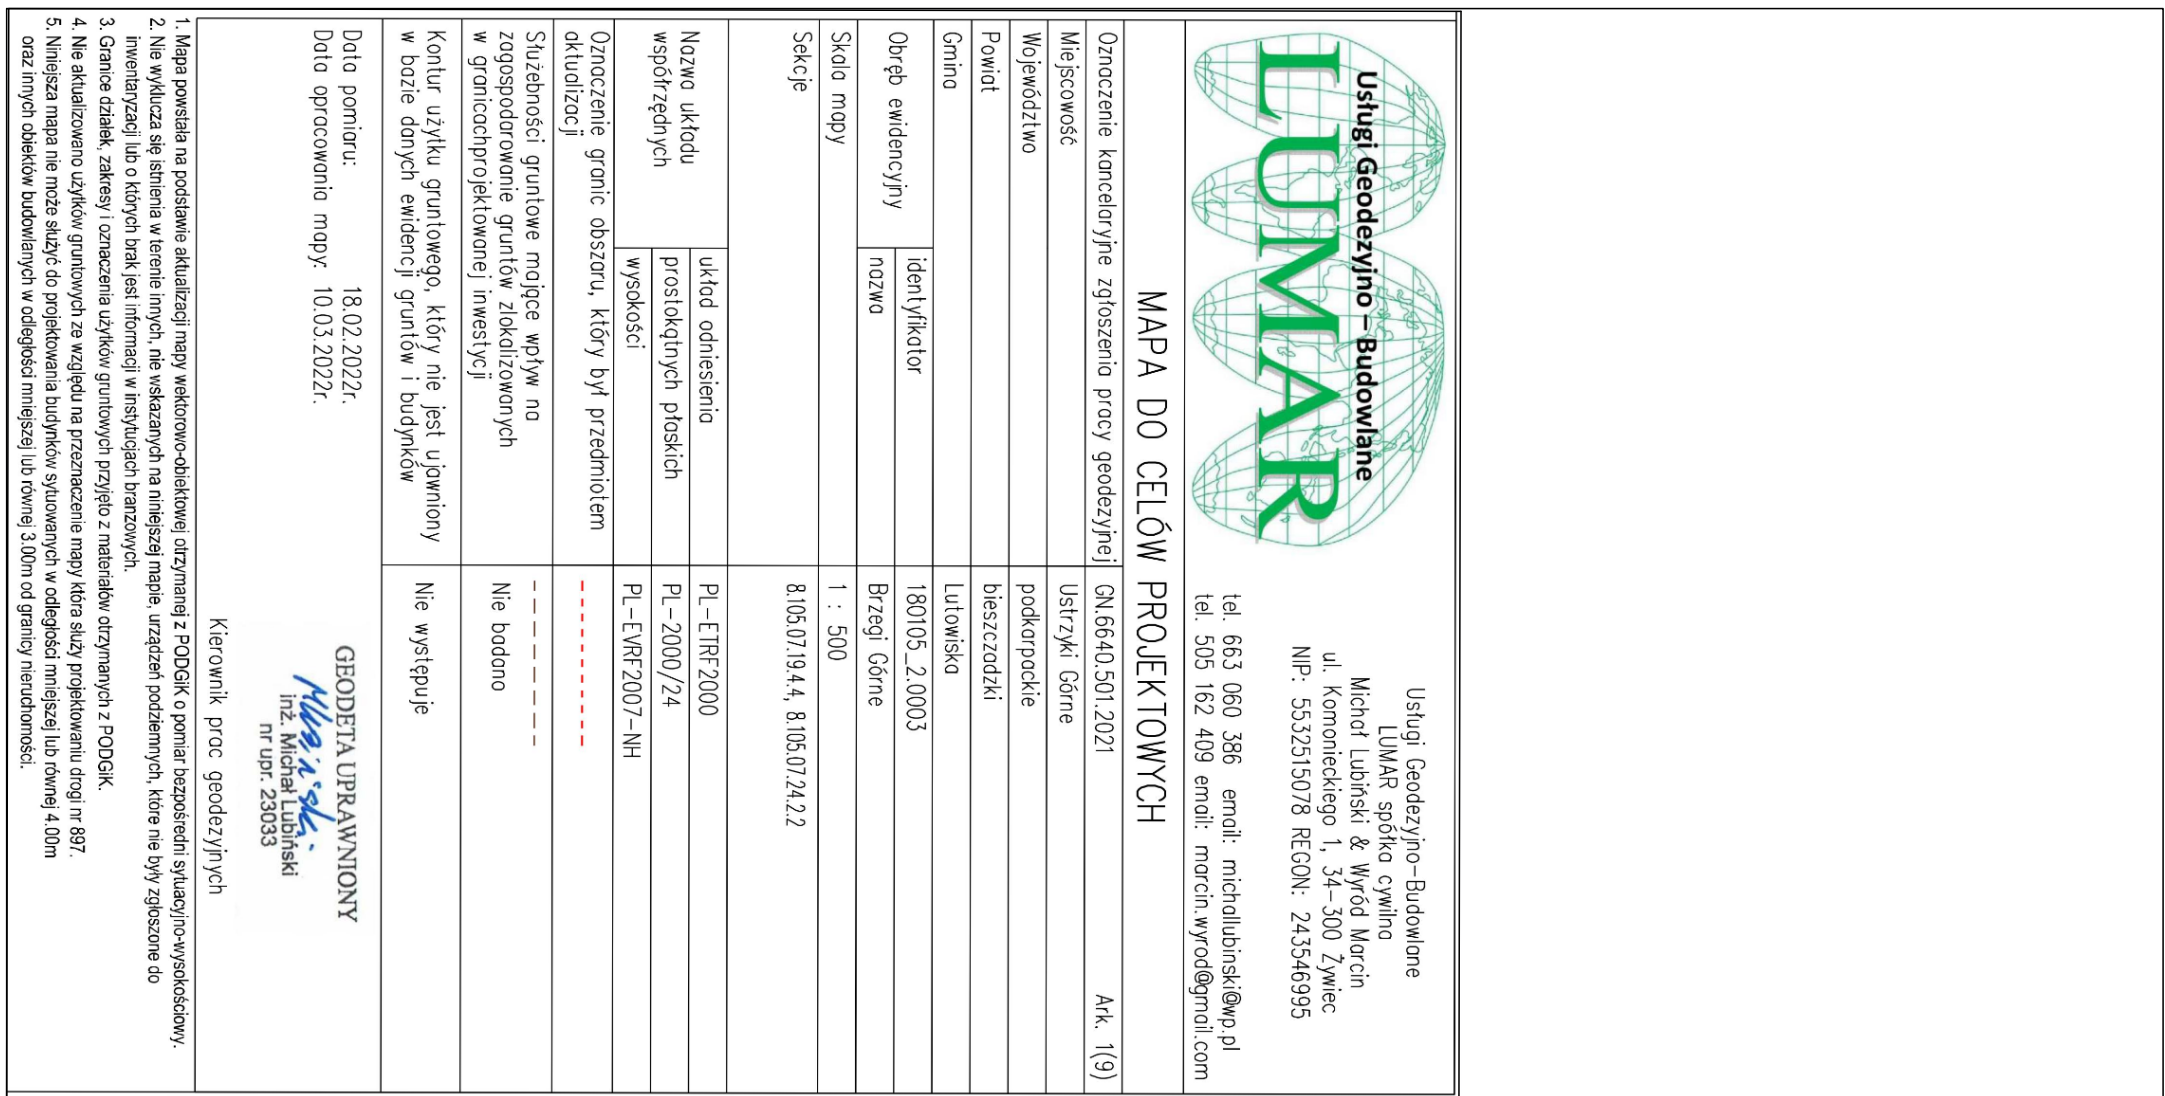 Usługi Geodezyjno – Budowlane
LUMAR
Usługi Geodezyjno-Budowlane
LUMAR spółka cywilna
Michał Lubiński & Wyród Marcin
ul. Komonieckiego 1, 34-300 Żywiec
NIP: 5532515078 REGON: 243546995
tel. 663 060 386 email: michallubinski@wp.pl
tel. 505 162 409 email: marcin.wyrod@gmail.com
MAPA DO CELÓW PROJEKTOWYCH
Oznaczenie kancelaryjne zgłoszenia pracy geodezyjnej GN.6640.501.2021 Ark. 1(9)
Miejscowość Ustrzyki Górne
Województwo podkarpackie
Powiat bieszczadzki
Gmina Lutowiska
Obręb ewidencyjny identyfikator 180105_2.0003
nazwa Brzegi Górne
Skala mapy 1 : 500
Sekcje 8.105.07.19.4.4, 8.105.07.24.2.2
Nazwa układu
współrzędnych
układ odniesienia PL-ETRF2000
prostokątnych płaskich PL-2000/24
wysokości PL-EVRF2007-NH
Oznaczenie granic obszaru, który był przedmiotem
aktualizacji
Służebności gruntowe mające wpływ na
zagospodarowanie gruntów zlokalizowanych
w granicachprojektowanej inwestycji
Nie badano
Kontur użytku gruntowego, który nie jest ujawniony
w bazie danych ewidencji gruntów i budynków
Nie występuje
Data pomiaru: 18.02.2022r.
Data opracowania mapy: 10.03.2022r.
GEODETA UPRAWNIONY
inż. Michał Lubiński
nr upr. 23033
Kierownik prac geodezyjnych
1. Mapa powstała na podstawie aktualizacji mapy wektorowo-obiektowej otrzymanej z PODGiK o pomiar bezpośredni sytuacyjno-wysokościowy.
2. Nie wyklucza się istnienia w terenie innych, nie wskazanych na niniejszej mapie, urządzeń podziemnych, które nie były zgłoszone do
inwentaryzacji lub o których brak jest informacji w instytucjach branżowych.
3. Granice działek, zakresy i oznaczenia użytków gruntowych przyjęto z materiałów otrzymanych z PODGiK.
4. Nie aktualizowano użytków gruntowych ze względu na przeznaczenie mapy która służy projektowaniu drogi nr 897.
5. Niniejsza mapa nie może służyć do projektowania budynków sytuowanych w odległości mniejszej lub równej 4.00m
oraz innych obiektów budowlanych w odległości mniejszej lub równej 3.00m od granicy nieruchomości.